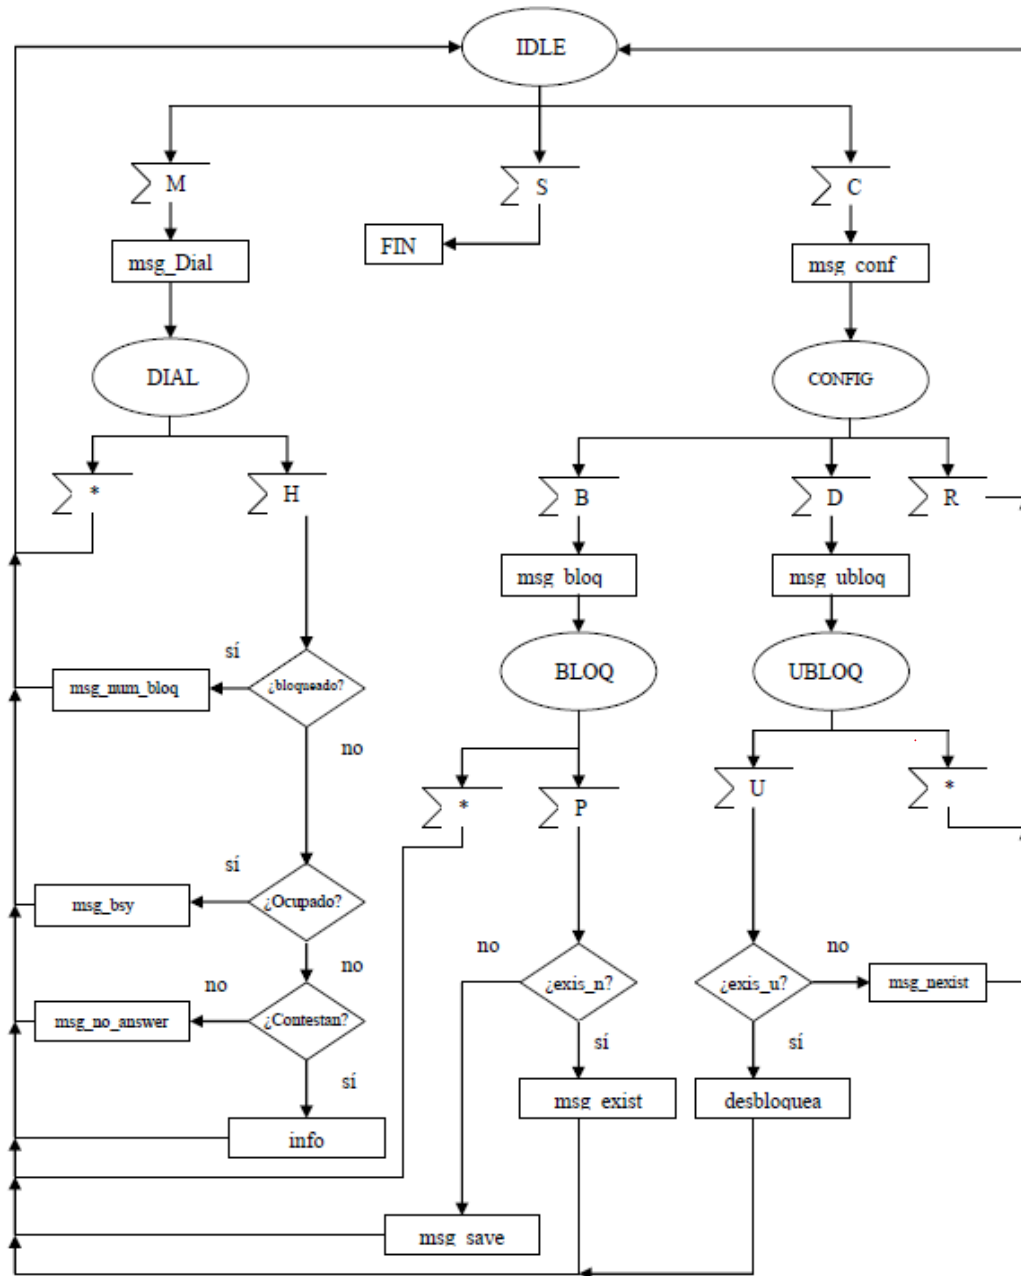 IDLE
M
S
C
FIN
msg_Dial
msg_conf
DIAL
CONFIG
*
H
B
D
R
msg_bloq
msg_ubloq
sí
msg_num_bloq
¿bloqueado?
BLOQ
UBLOQ
no
*
P
U
*
sí
msg_bsy
¿Ocupado?
no
no
no
no
¿exis_n?
¿exis_u?
msg_nexist
msg_no_answer
¿Contestan?
sí
sí
sí
msg_exist
desbloquea
info
msg_save